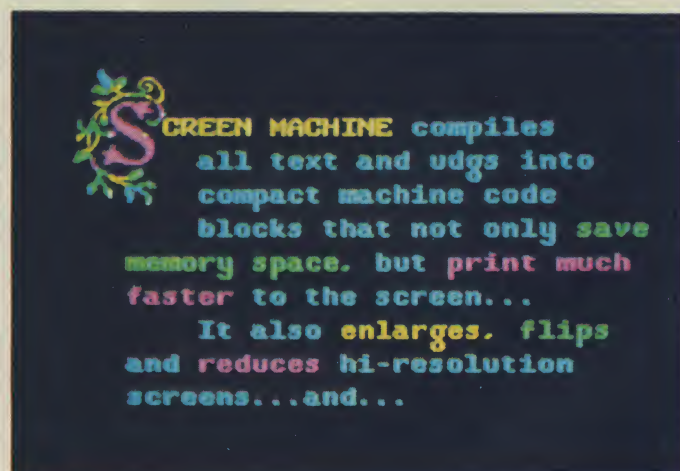 SCREEN MACHINE compiles
all text and udgs into
compact machine code
blocks that not only save
memory space, but print much
faster to the screen...
It also enlarges, flips
and reduces hi-resolution
screens...and...